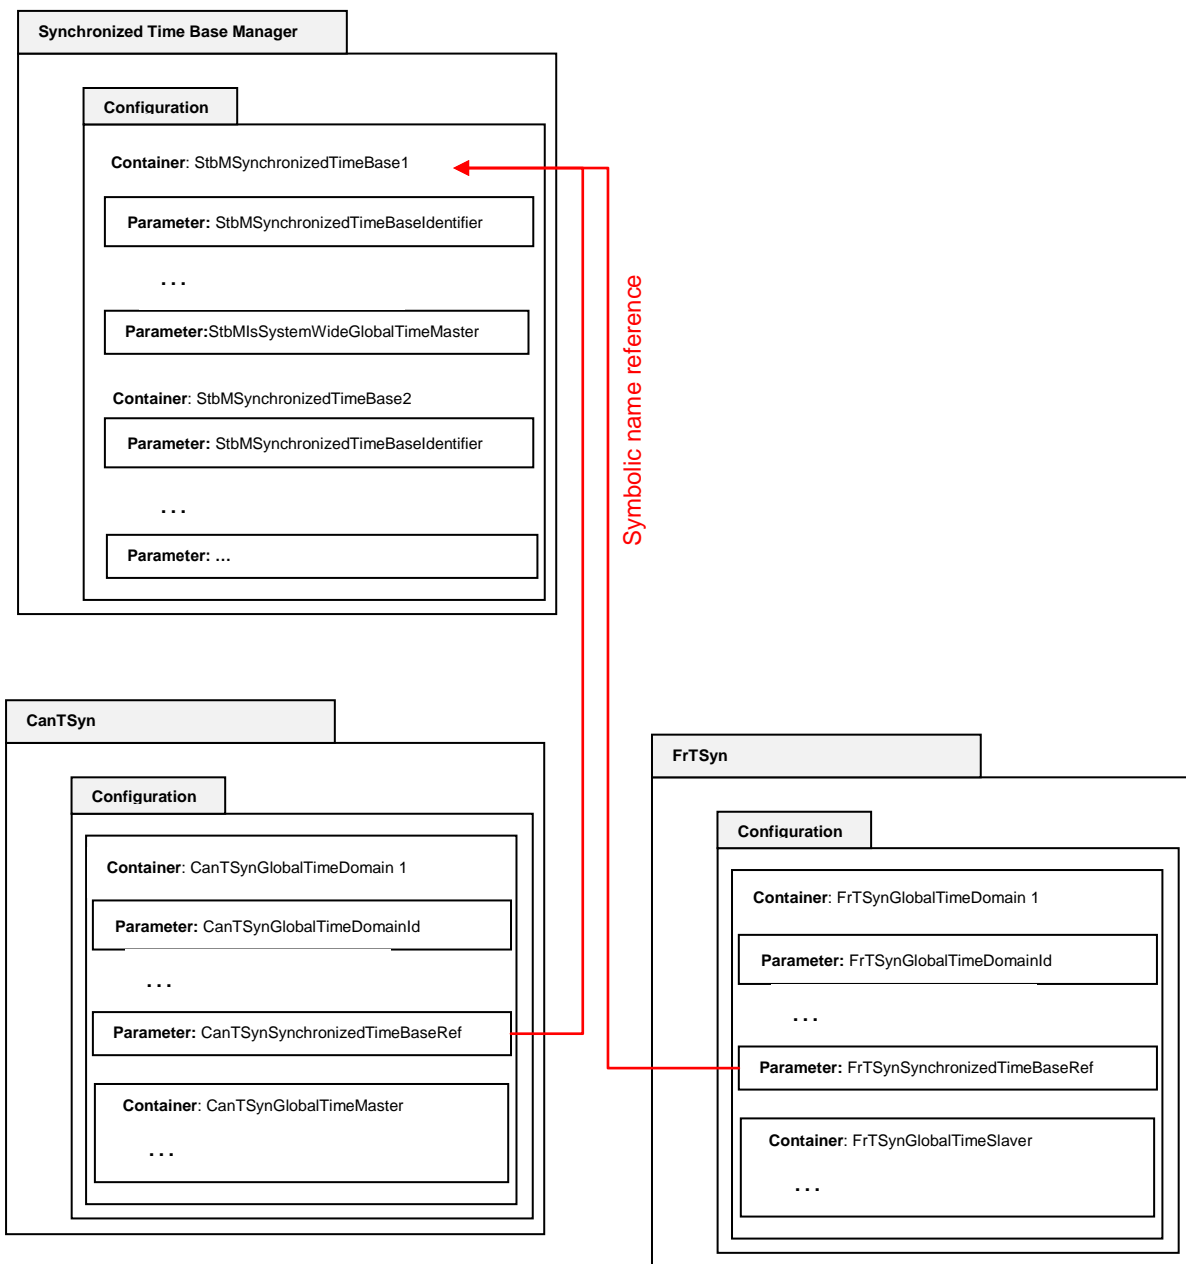 Synchronized Time Base Manager
Configuration
Container: StbMSynchronizedTimeBase1
Parameter: StbMSynchronizedTimeBaseIdentifier
...
Parameter:StbMIsSystemWideGlobalTimeMaster
Container: StbMSynchronizedTimeBase2
Parameter: StbMSynchronizedTimeBaseIdentifier
...
Parameter: ...
Symbolic name reference
CanTSyn
Configuration
Container: CanTSynGlobalTimeDomain 1
Parameter: CanTSynGlobalTimeDomainId
...
Parameter: CanTSynSynchronizedTimeBaseRef
Container: CanTSynGlobalTimeMaster
...
FrTSyn
Configuration
Container: FrTSynGlobalTimeDomain 1
Parameter: FrTSynGlobalTimeDomainId
...
Parameter: FrTSynSynchronizedTimeBaseRef
Container: FrTSynGlobalTimeSlaver
...